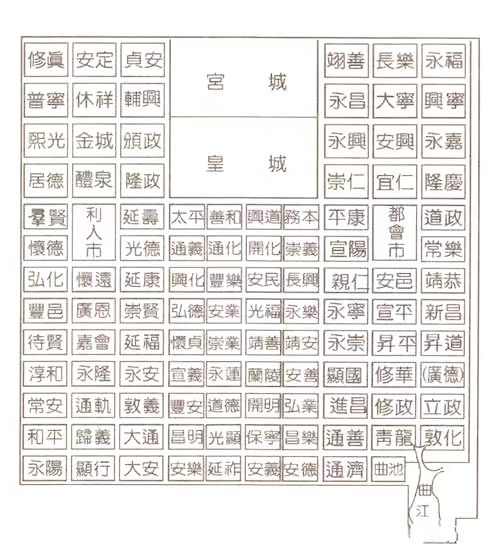 修眞 安定 貞安 宮城 翊善 長樂 永福
普寧 休祥 輔興 永昌 大寧 興寧
熙光 金城 頒政 皇城 永興 安興 永嘉
居德 醴泉 隆政 崇仁 宜仁 隆慶
羣賢 利人市 延壽 太平 善和 興道 務本 平康 都會市 道政
懷德 光德 通義 通化 開化 崇義 宣陽 常樂
弘化 懷遠 延康 興化 豐樂 安民 長興 親仁 安邑 靖恭
豐邑 廣恩 崇賢 弘德 安業 光福 永樂 永寧 宣平 新昌
待賢 嘉會 延福 懷貞 崇業 靖善 靖安 永崇 昇平 昇道
淳和 永隆 永安 宣義 永蓮 蘭陵 安善 顯國 修華 (廣德)
常安 通軌 敦義 豐安 道德 開明 弘業 進昌 修政 立政
和平 歸義 大通 昌明 光顯 保寧 昌樂 通善 靑龍 敦化
永陽 顯行 大安 安樂 延祚 安義 安德 通濟 曲池
曲江